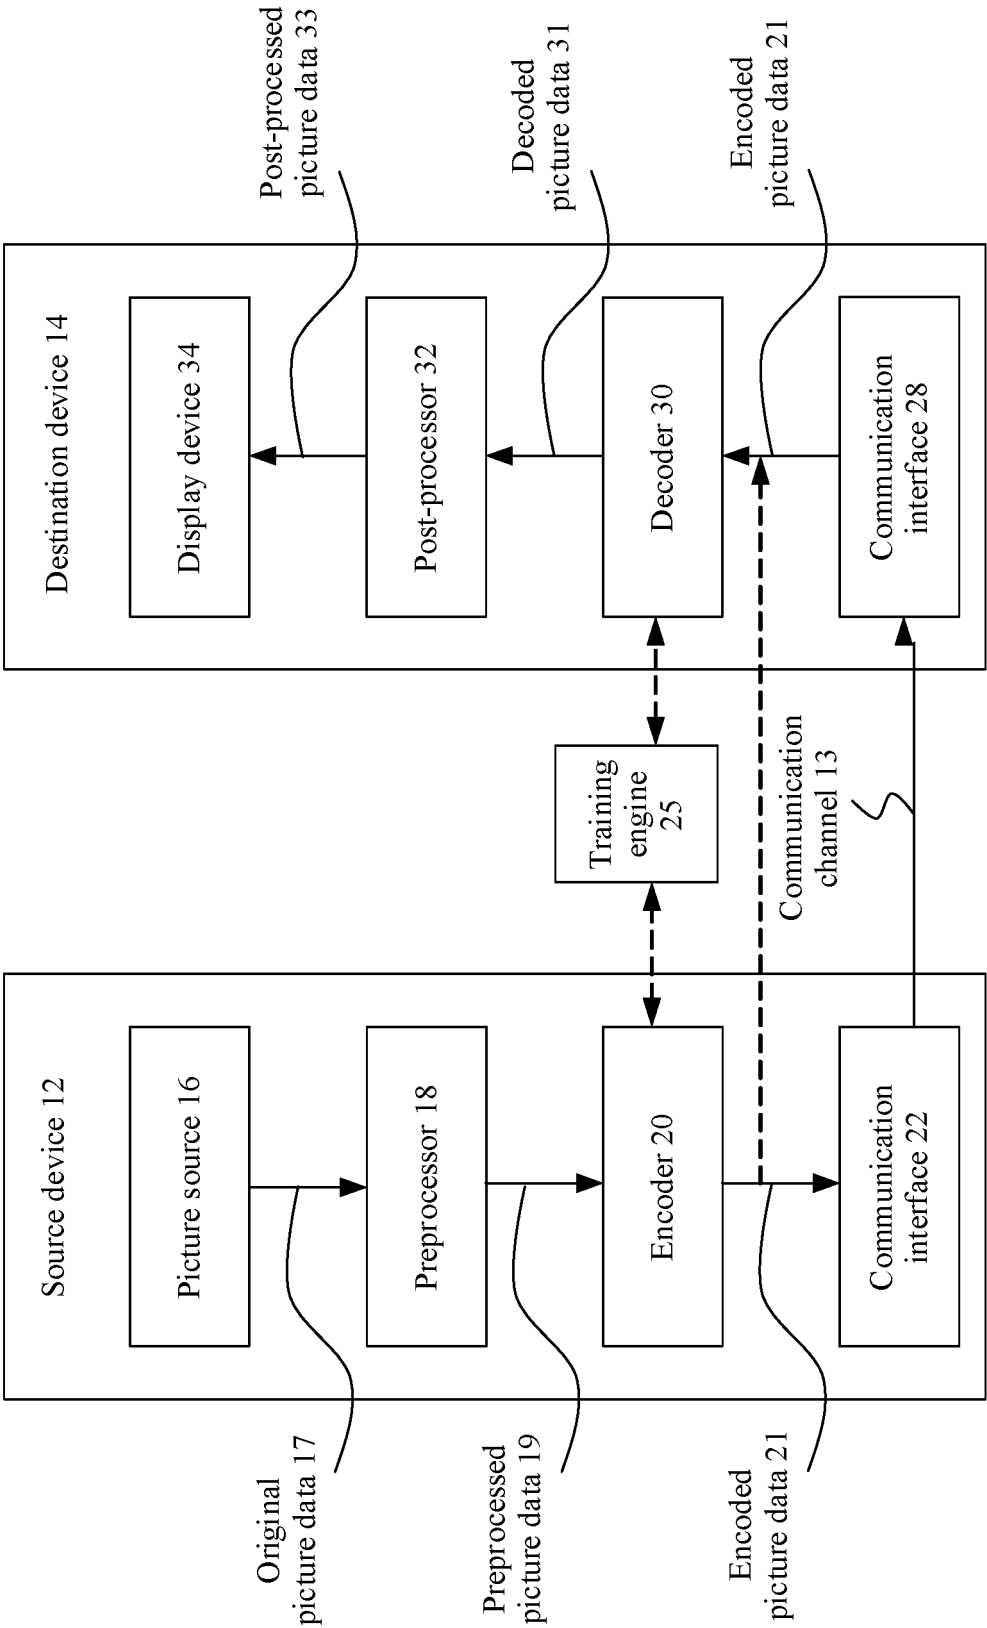 Source device 12
Destination device 14
Picture source 16
Display device 34
Original
picture data 17
Post-processed
picture data 33
Preprocessor 18
Post-processor 32
Preprocessed
picture data 19
Decoded
picture data 31
Training
engine
25
Encoder 20
Decoder 30
Encoded
picture data 21
Encoded
picture data 21
Communication
channel 13
Communication
interface 22
Communication
interface 28